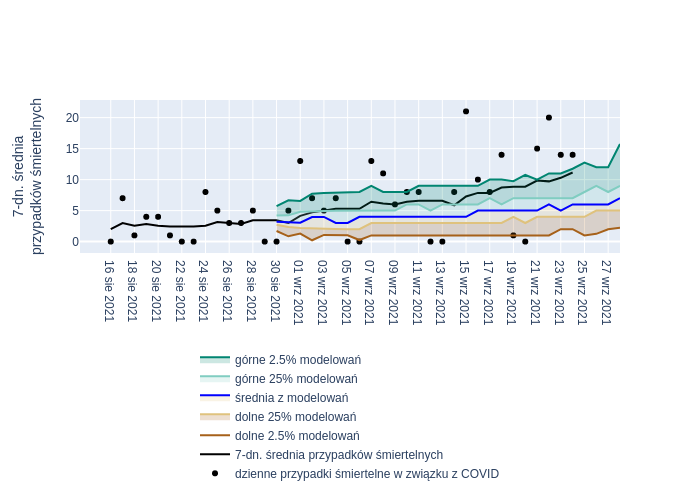 7-dn. średnia
przypadków śmiertelnych
20
15
10
5
0
16 sie 2021
18 sie 2021
20 sie 2021
22 sie 2021
24 sie 2021
26 sie 2021
28 sie 2021
30 sie 2021
01 wrz 2021
03 wrz 2021
05 wrz 2021
07 wrz 2021
09 wrz 2021
11 wrz 2021
13 wrz 2021
15 wrz 2021
17 wrz 2021
19 wrz 2021
21 wrz 2021
23 wrz 2021
25 wrz 2021
27 wrz 2021
górne 2.5% modelowań
górne 25% modelowań
średnia z modelowań
dolne 25% modelowań
dolne 2.5% modelowań
7-dn. średnia przypadków śmiertelnych
dzienne przypadki śmiertelne w związku z COVID